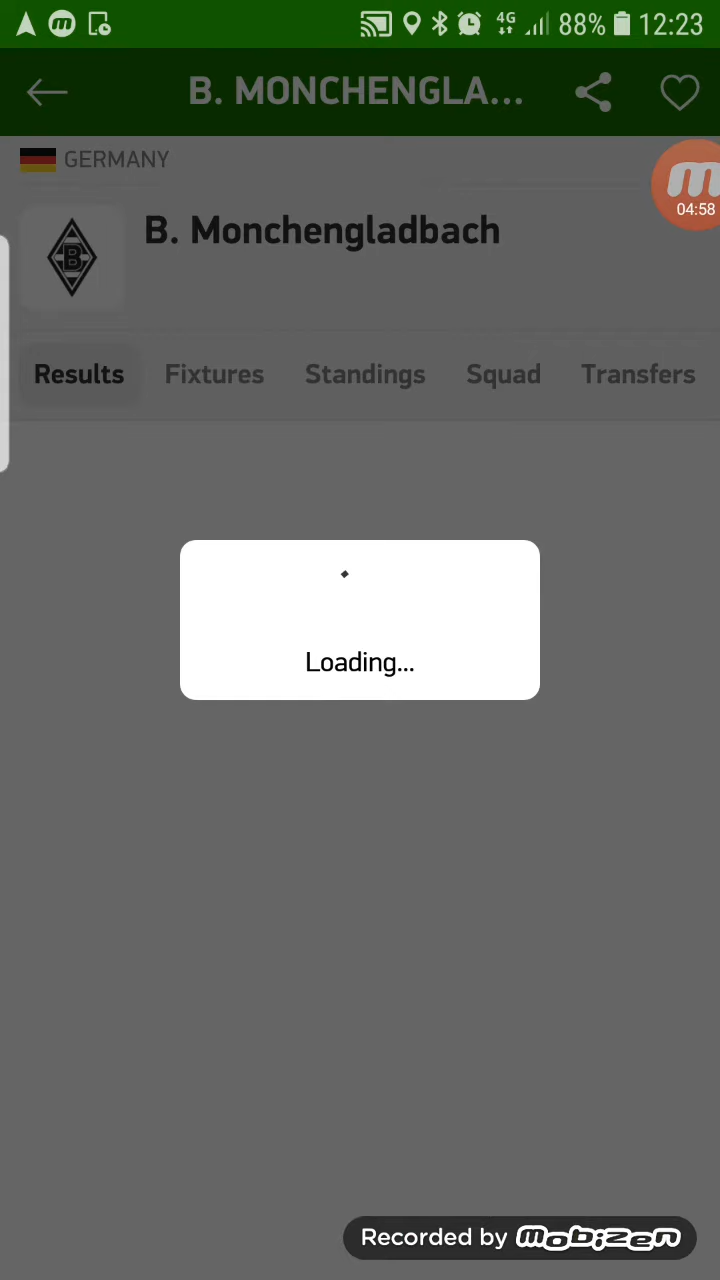 4G 88% 12:23
B. MONCHENGLA...
GERMANY
04:58
B. Monchengladbach
Results Fixtures Standings Squad Transfers
Loading...
Recorded by mobizen